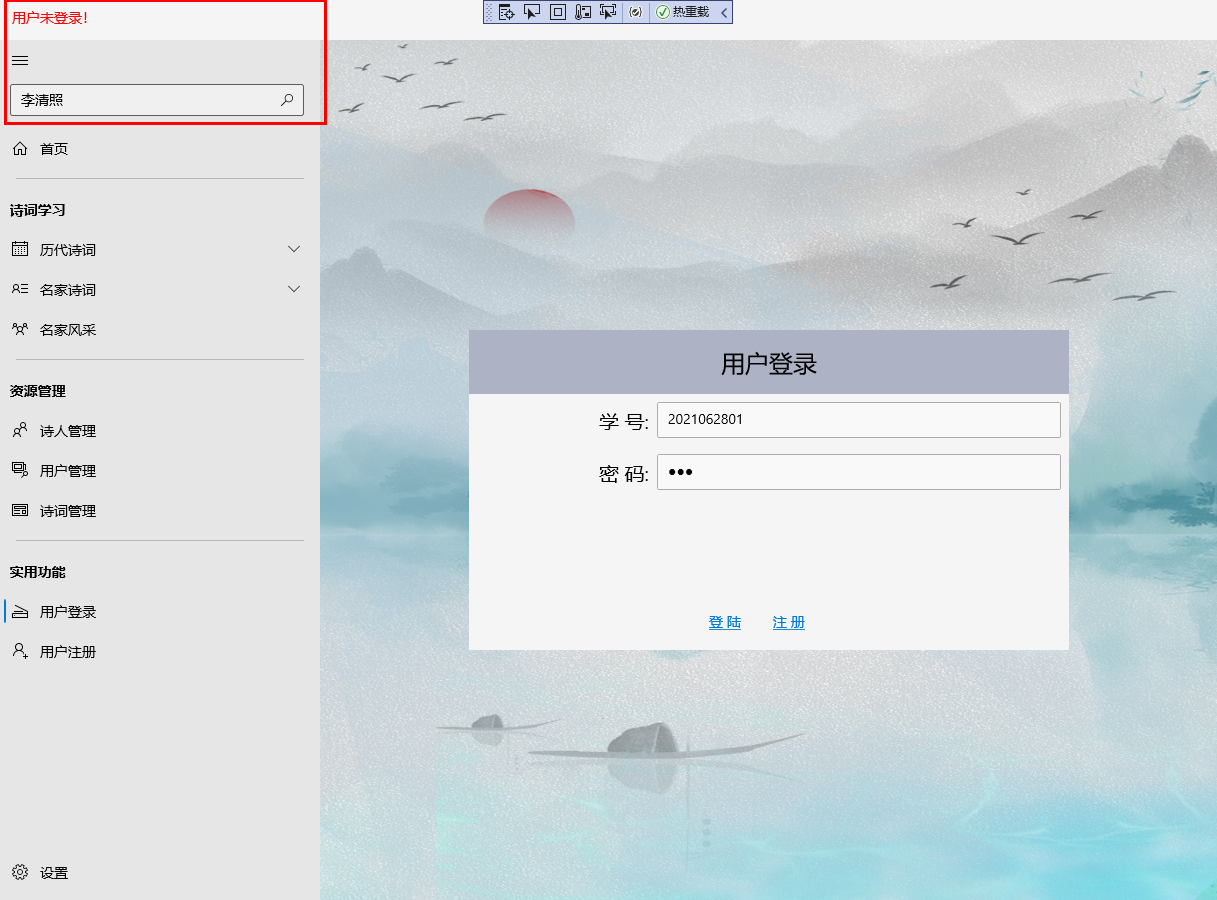 用户未登录!
热重载
李清照
首页
诗词学习
历代诗词
名家诗词
名家风采
资源管理
诗人管理
用户管理
诗词管理
实用功能
用户登录
用户注册
设置
用户登录
学 号: 2021062801
密 码: •••
登 陆 注 册